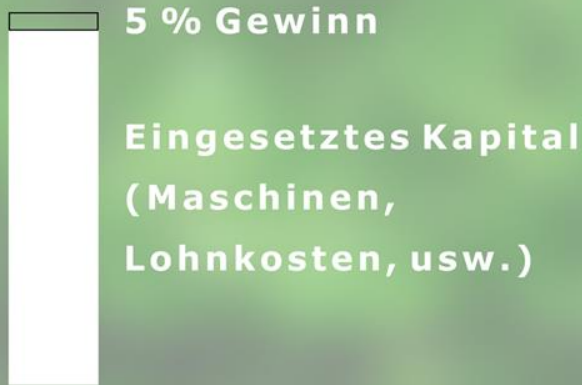 5 % Gewinn
Eingesetztes Kapital
(Maschinen,
Lohnkosten, usw.)